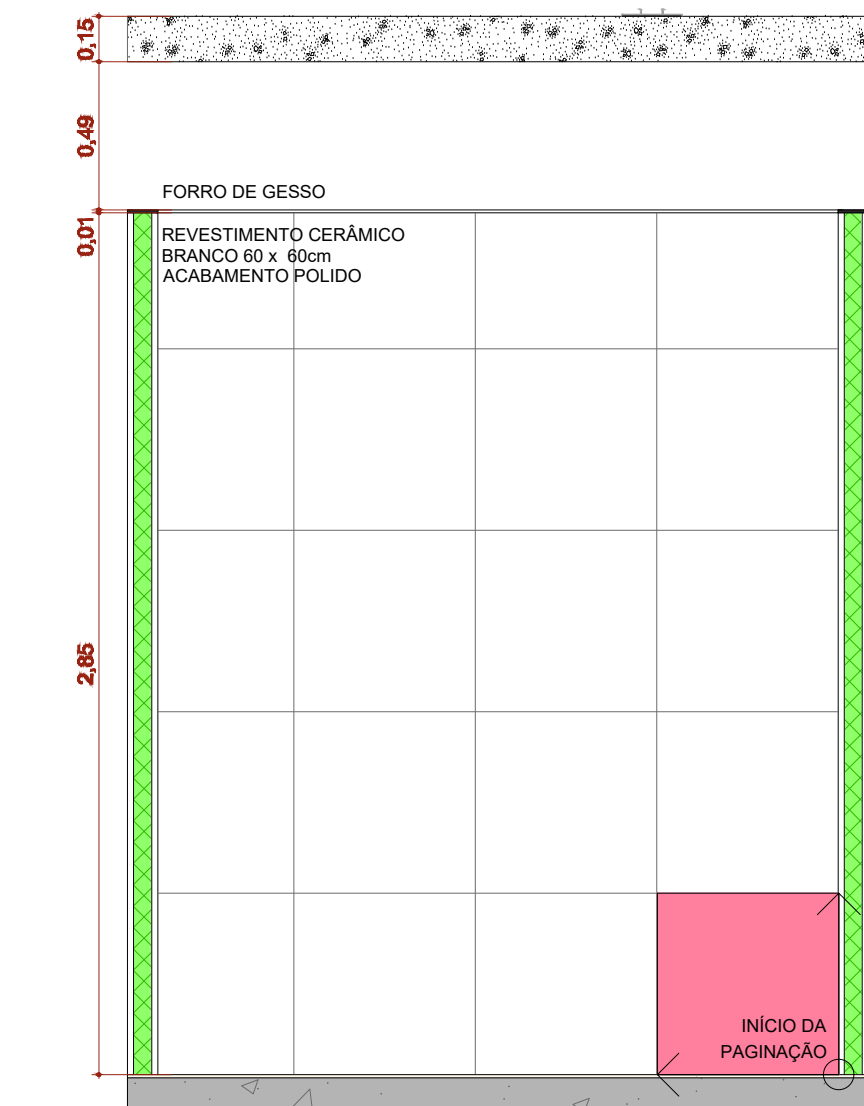 0,15
0,49
FORRO DE GESSO
0,01
REVESTIMENTO CERÂMICO
BRANCO 60 x  60cm
ACABAMENTO POLIDO
2,85
INÍCIO DA
PAGINAÇÃO